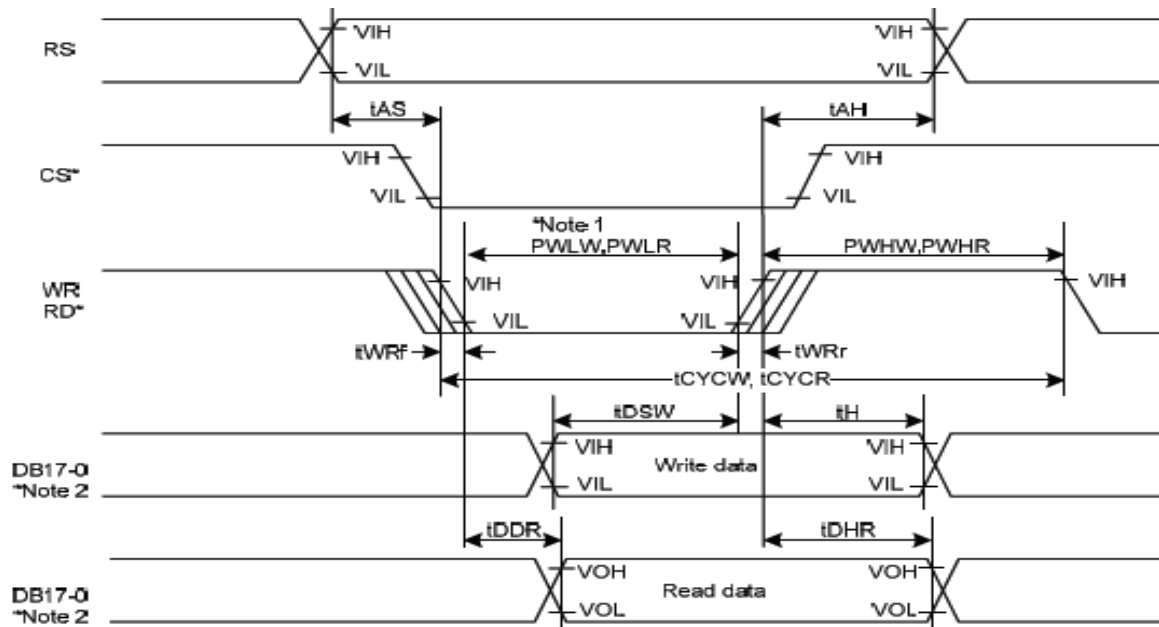 RS
VIH
VIL
VIH
VIL
tAS
tAH
CS*
VIH
VIL
VIH
VIL
*Note 1
PWLW,PWLR
PWHW,PWHR
WR
RD*
VIH
VIL
VIH
VIL
VIH
tWRf
tWRr
tCYCW, tCYCR
tDSW
tH
DB17-0
*Note 2
VIH
VIL
Write data
VIH
VIL
tDDR
tDHR
DB17-0
*Note 2
VOH
VOL
Read data
VOH
VOL